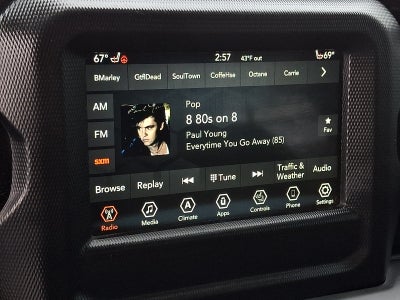 67° 2:57 43°F out 69°
BMarley GtflDead SoulTown CoffeHse Octane Carrie
AM
Pop
8 80s on 8
FM
Paul Young
Everytime You Go Away (85)
Fav
sxm
Browse Replay Tune Traffic & Weather Audio
Radio Media Climate Apps Controls Phone Settings